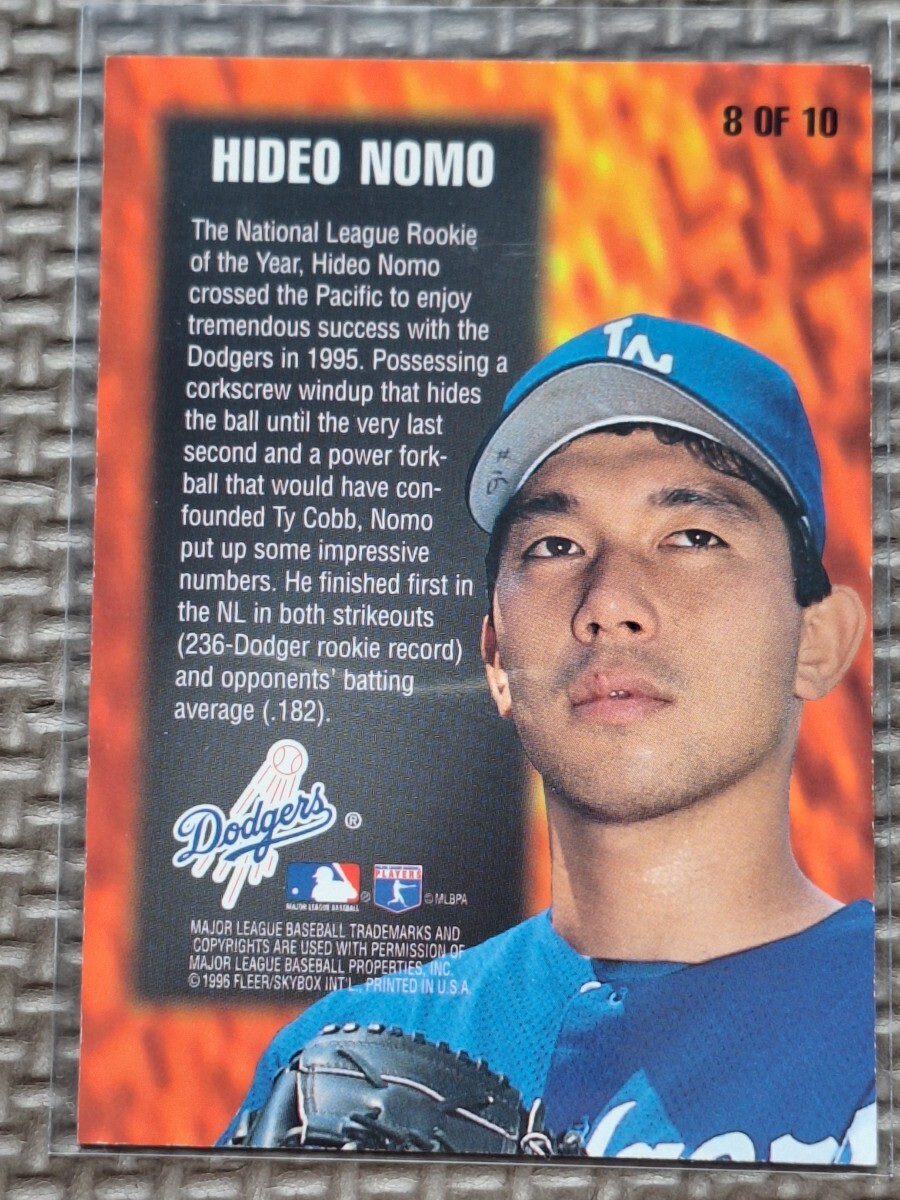 8 OF 10
HIDEO NOMO
The National League Rookie
of the Year, Hideo Nomo
crossed the Pacific to enjoy
tremendous success with the
Dodgers in 1995. Possessing a
corkscrew windup that hides
the ball until the very last
second and a power fork-
ball that would have con-
founded Ty Cobb, Nomo
put up some impressive
numbers. He finished first in
the NL in both strikeouts
(236-Dodger rookie record)
and opponents' batting
average (.182).
LA
#16
Dodgers ®
PLAYERS
MAJOR LEAGUE BASEBALL
© MLBPA
MAJOR LEAGUE BASEBALL TRADEMARKS AND
COPYRIGHTS ARE USED WITH PERMISSION OF
MAJOR LEAGUE BASEBALL PROPERTIES, INC.
© 1996 FLEER/SKYBOX INT'L., PRINTED IN U.S.A.